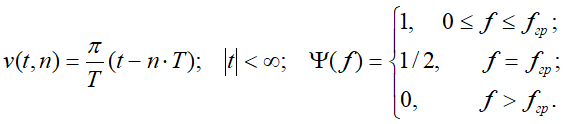 v(t,n) = π/T (t − n·T); |t| < ∞; Ψ(f) = { 1, 0 ≤ f ≤ f_гр; 
1/2, f = f_гр; 
0, f > f_гр.